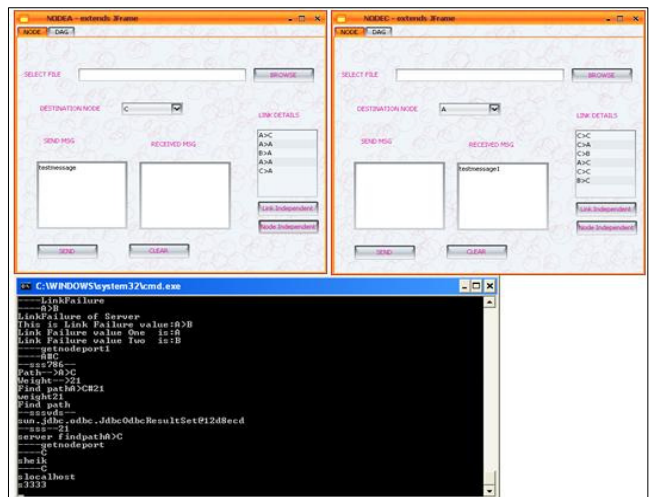 NODEA - extends JFrame
NODE DAG
SELECT FILE
BROWSE
DESTINATION NODE C
LINK DETAILS
SEND MSG
RECEIVED MSG
A>C
A>A
B>A
A>A
C>A
testmessage
Link Independent
Node Independent
SEND
CLEAR
NODEC - extends JFrame
NODE DAG
SELECT FILE
BROWSE
DESTINATION NODE A
LINK DETAILS
SEND MSG
RECEIVED MSG
C>C
C>A
C>B
A>C
C>C
B>C
testmessage1
Link Independent
Node Independent
SEND
CLEAR
C:\WINDOWS\system32\cmd.exe
----LinkFailure
----A>B
LinkFailure of Server
This is Link Failure value:A>B
Link Failure value One  is:A
Link Failure value Two  is:B
----getnodeport1
----A#C
--sss786--
Path-->A>C
Weight-->21
Find pathA>C#21
weight21
Find path
--sssvds--
sun.jdbc.odbc.JdbcOdbcResultSet@12d8ecd
---sss--21
server findpathA>C
----getnodeport
----C
sheik
----C
slocalhost
s3333